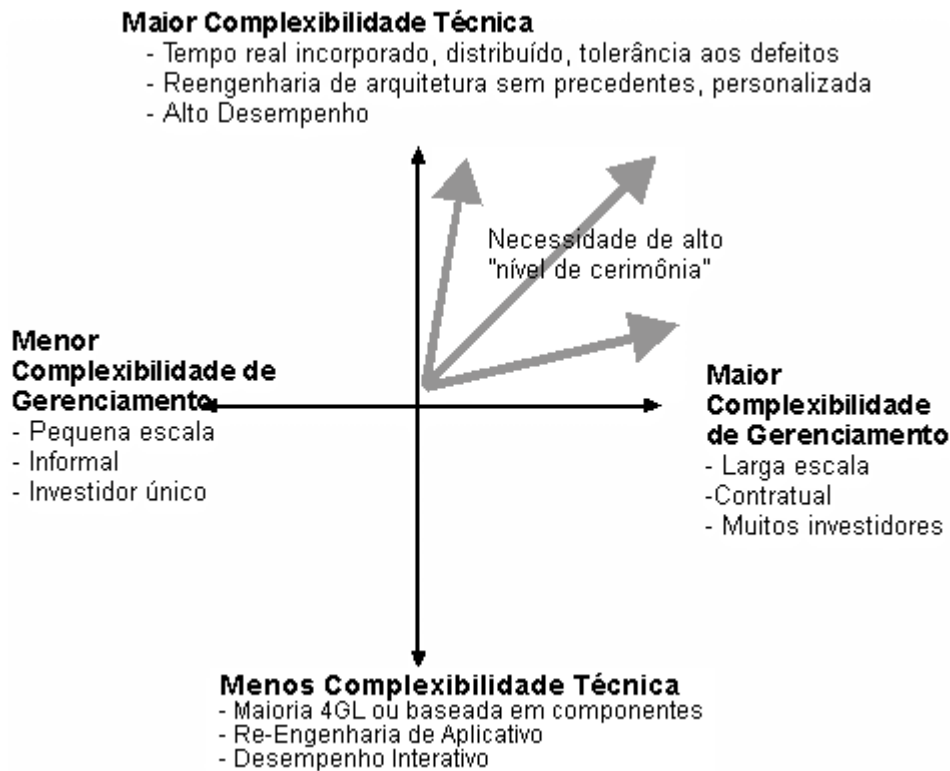 Maior Complexibilidade Técnica
- Tempo real incorporado, distribuído, tolerância aos defeitos
- Reengenharia de arquitetura sem precedentes, personalizada
- Alto Desempenho
Necessidade de alto
"nível de cerimônia"
Menor
Complexibilidade de
Gerenciamento
- Pequena escala
- Informal
- Investidor único
Maior
Complexibilidade
de Gerenciamento
- Larga escala
-Contratual
- Muitos investidores
Menos Complexibilidade Técnica
- Maioria 4GL ou baseada em componentes
- Re-Engenharia de Aplicativo
- Desempenho Interativo